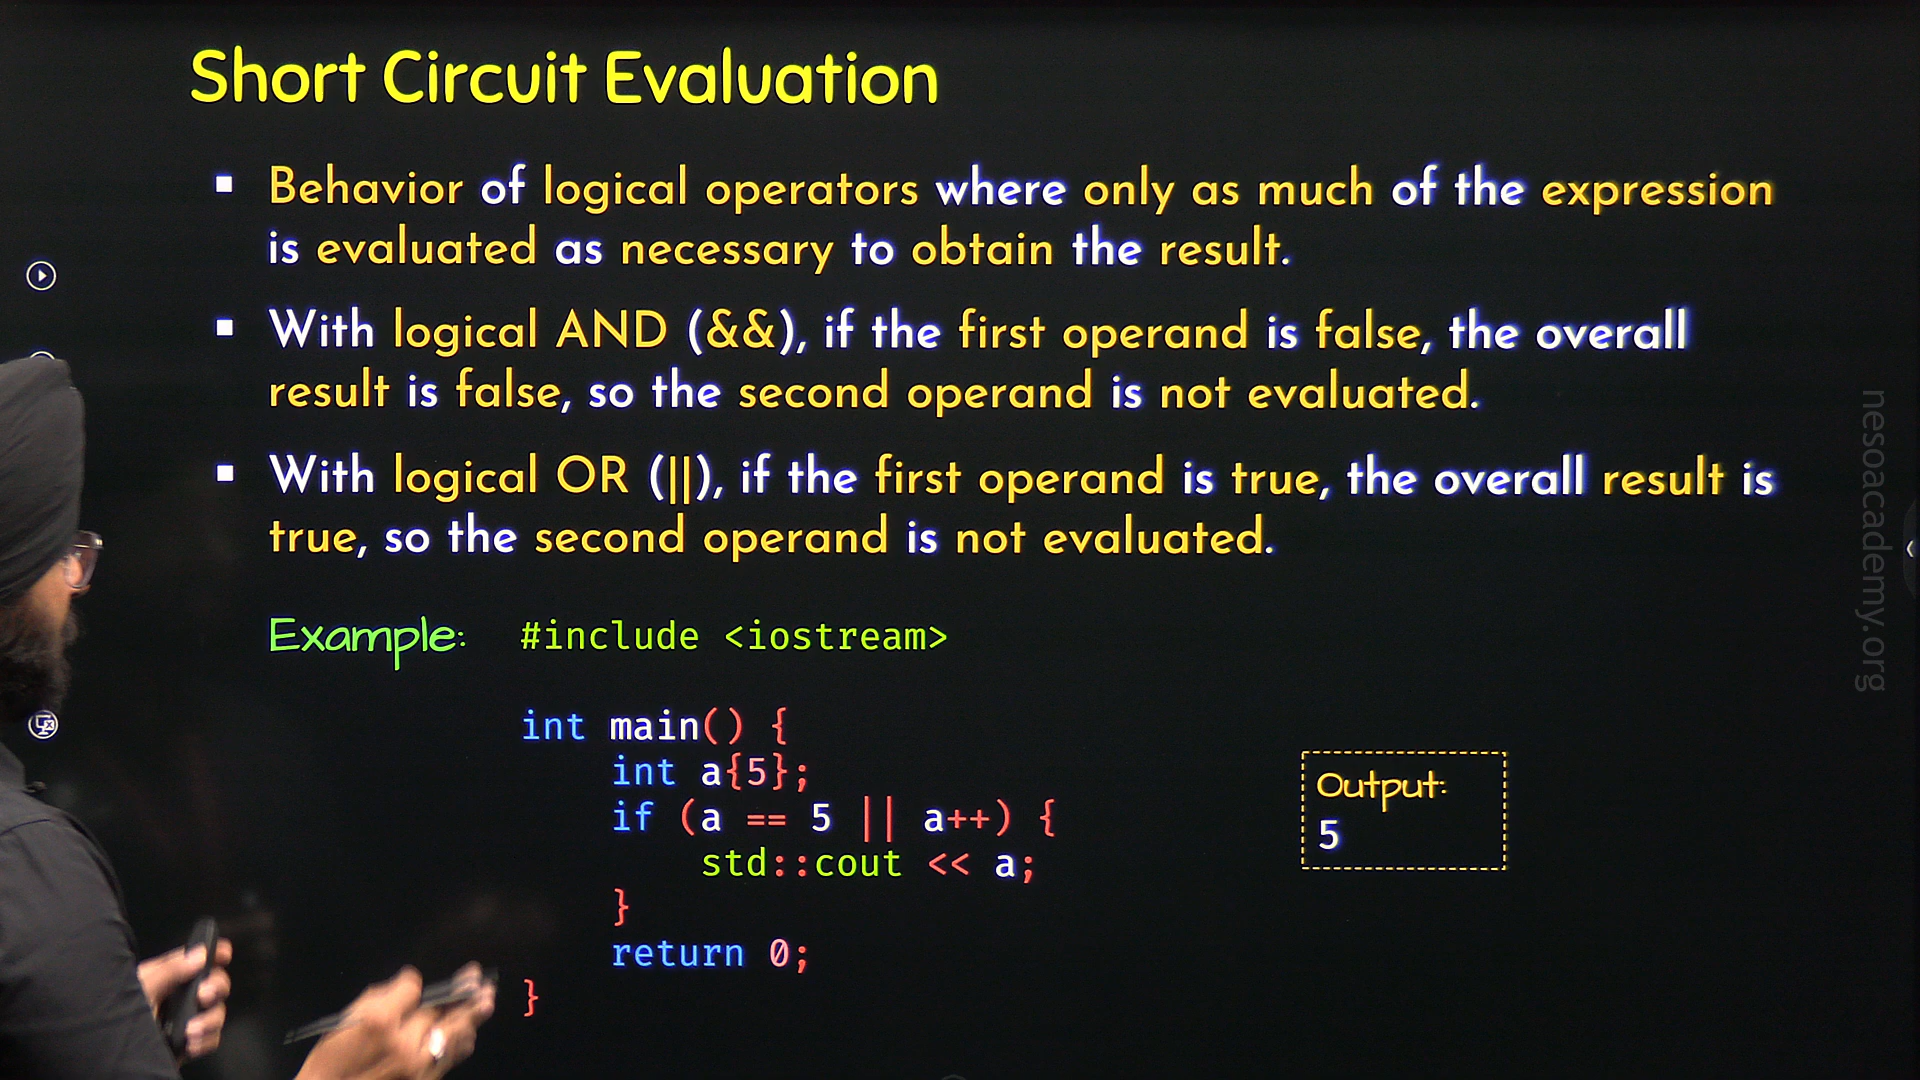 Short Circuit Evaluation
▪ Behavior of logical operators where only as much of the expression
is evaluated as necessary to obtain the result.
▪ With logical AND (&&), if the first operand is false, the overall
result is false, so the second operand is not evaluated.
▪ With logical OR (||), if the first operand is true, the overall result is
true, so the second operand is not evaluated.
Example: #include <iostream>
int main() {
int a{5};
if (a == 5 || a++) {
std::cout << a;
}
return 0;
}
Output:
5
nesoacademy.org